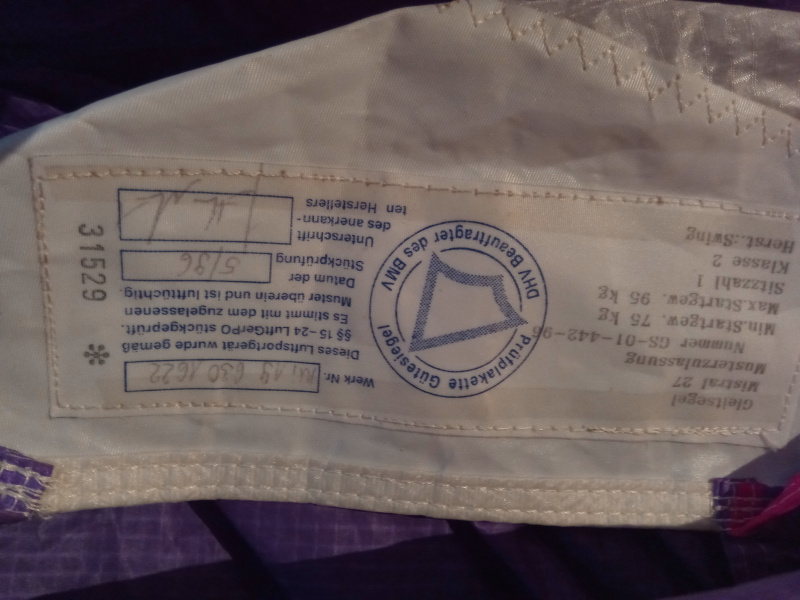 Gleitsegel
Mistral 27
Musterzulassung
Nummer GS-01-442-96
Min.Startgew. 75 kg
Max.Startgew. 95 kg
Sitzzahl 1
Klasse 2
Herst.:Swing
Prüfplakette Gütesiegel
DHV Beauftragter des BMV
Werk Nr.
Dieses Luftsportgerät wurde gemäß
§§ 15-24 LuftGerPO stückgeprüft.
Es stimmt mit dem zugelassenen
Muster überein und ist lufttüchtig.
Datum der
Stückprüfung 5/96
Unterschrift
des anerkann-
ten Herstellers
31529 *